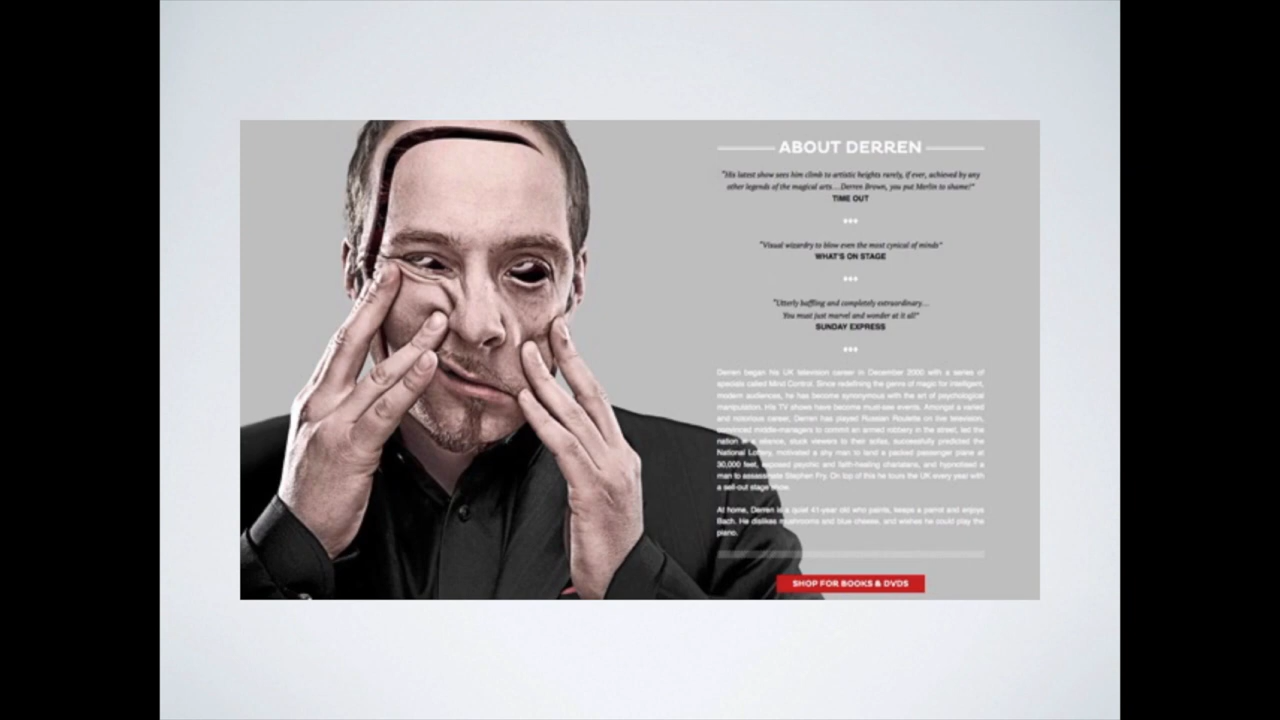 ABOUT DERREN
"His latest show sees him climb to artistic heights rarely, if ever, achieved by any
other legends of the magical arts....Derren Brown, you put Merlin to shame!"
TIME OUT
"Visual wizardry to blow even the most cynical of minds"
WHAT'S ON STAGE
"Utterly baffling and completely extraordinary....
You must just marvel and wonder at it all!"
SUNDAY EXPRESS
Derren began his UK television career in December 2000 with a series of
specials called Mind Control. Since redefining the genre of magic for intelligent,
modern audiences, he has become synonymous with the art of psychological
manipulation. His TV shows have become must-see events. Amongst a varied
and notorious career, Derren has played Russian Roulette on live television,
convinced middle-managers to commit an armed robbery in the street, led the
nation in a séance, stuck viewers to their sofas, successfully predicted the
National Lottery, motivated a shy man to land a packed passenger plane at
30,000 feet, exposed psychic and faith-healing charlatans, and hypnotised a
man to assassinate Stephen Fry. On top of this he tours the UK every year with
a sell-out stage show.
At home, Derren is a quiet 41-year old who paints, keeps a parrot and enjoys
Bach. He dislikes mushrooms and blue cheese, and wishes he could play the
piano.
SHOP FOR BOOKS & DVDS